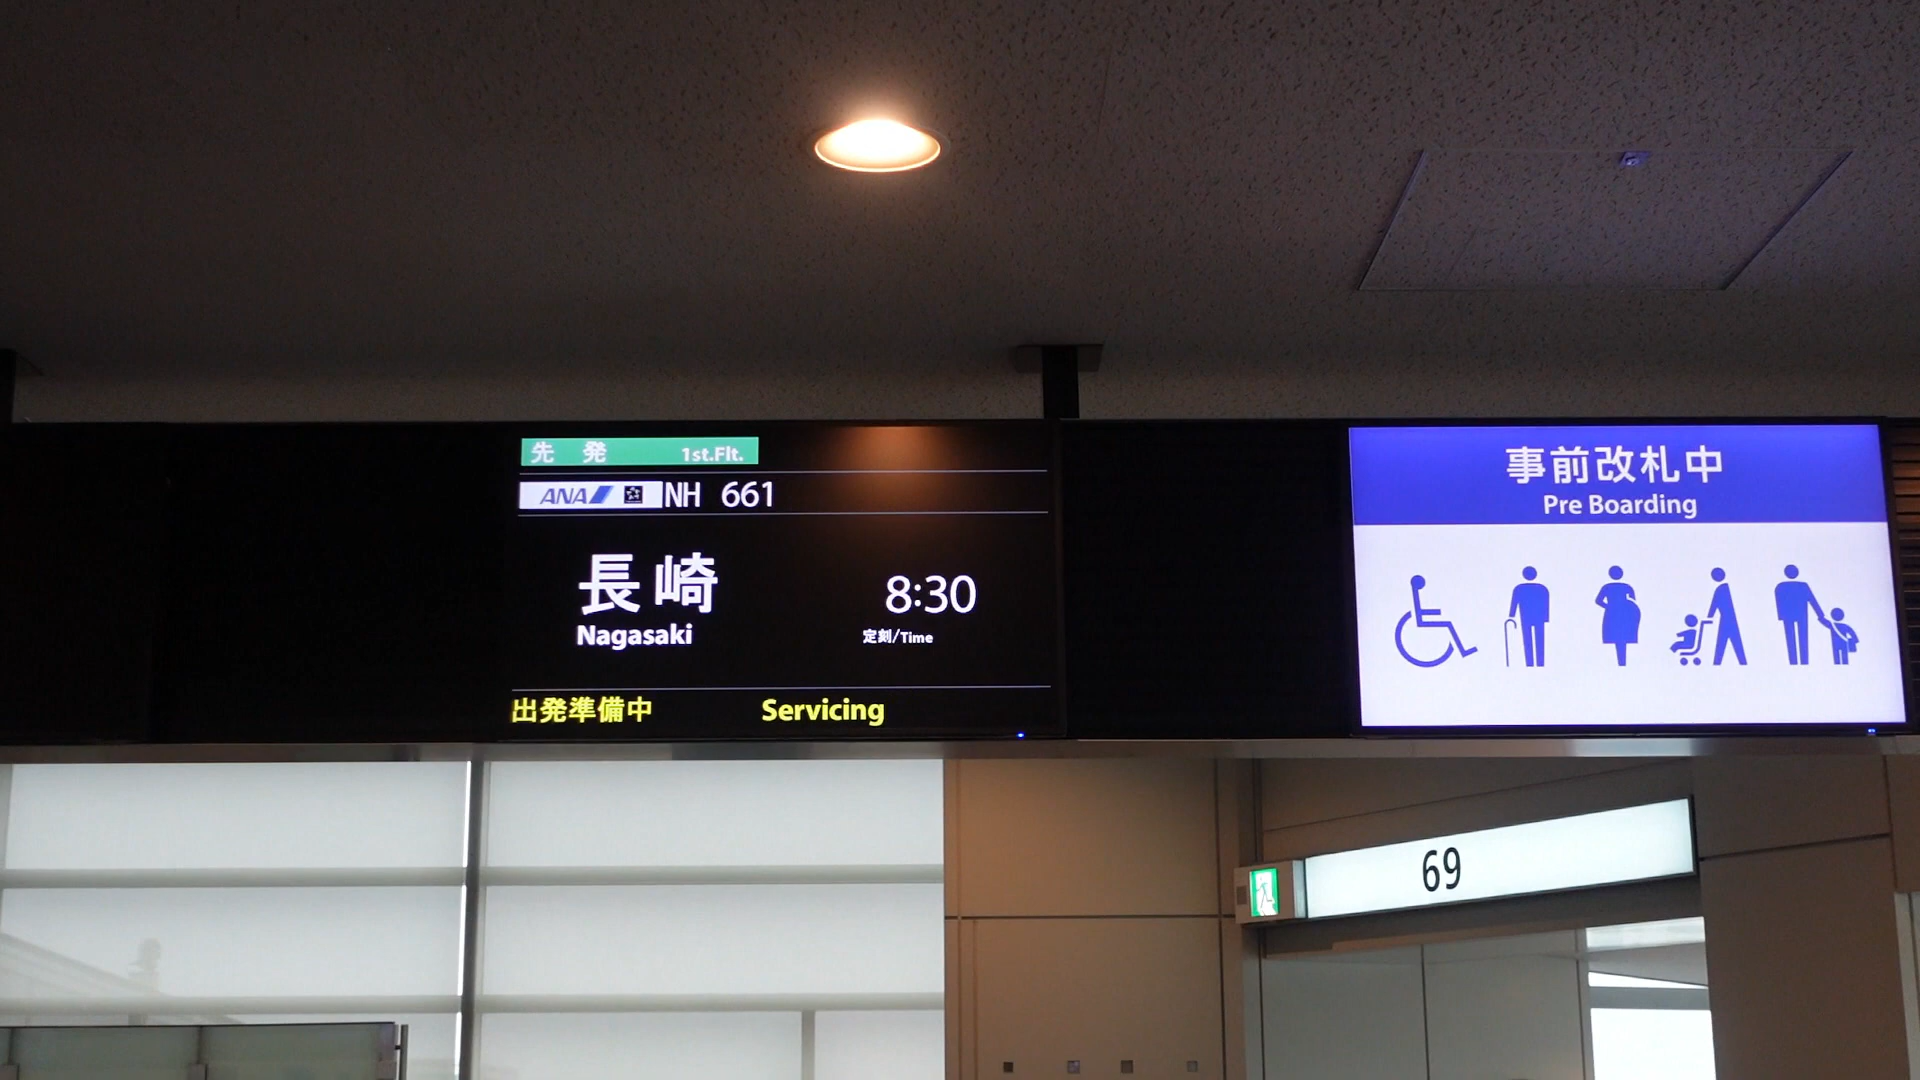 先 発 1st.Flt.
ANA NH 661
長崎 8:30
Nagasaki 定刻/Time
出発準備中 Servicing
事前改札中
Pre Boarding
69